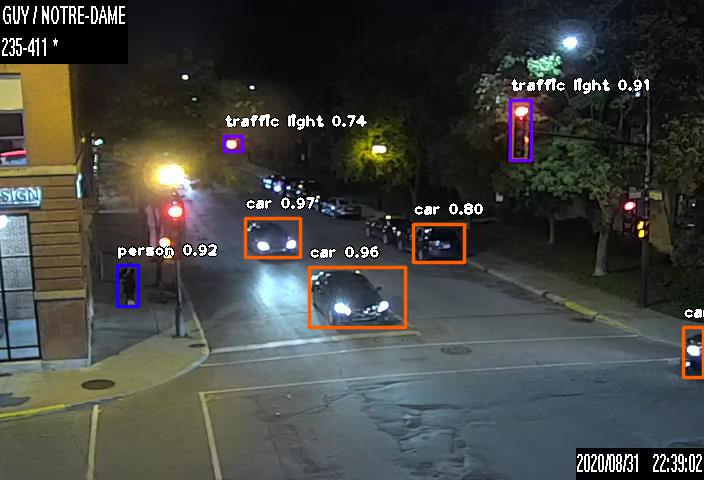 GUY / NOTRE-DAME
235-411 *
traffic light 0.91
traffic light 0.74
SIGN
car 0.97
car 0.80
person 0.92
car 0.96
ca
2020/08/31 22:39:02